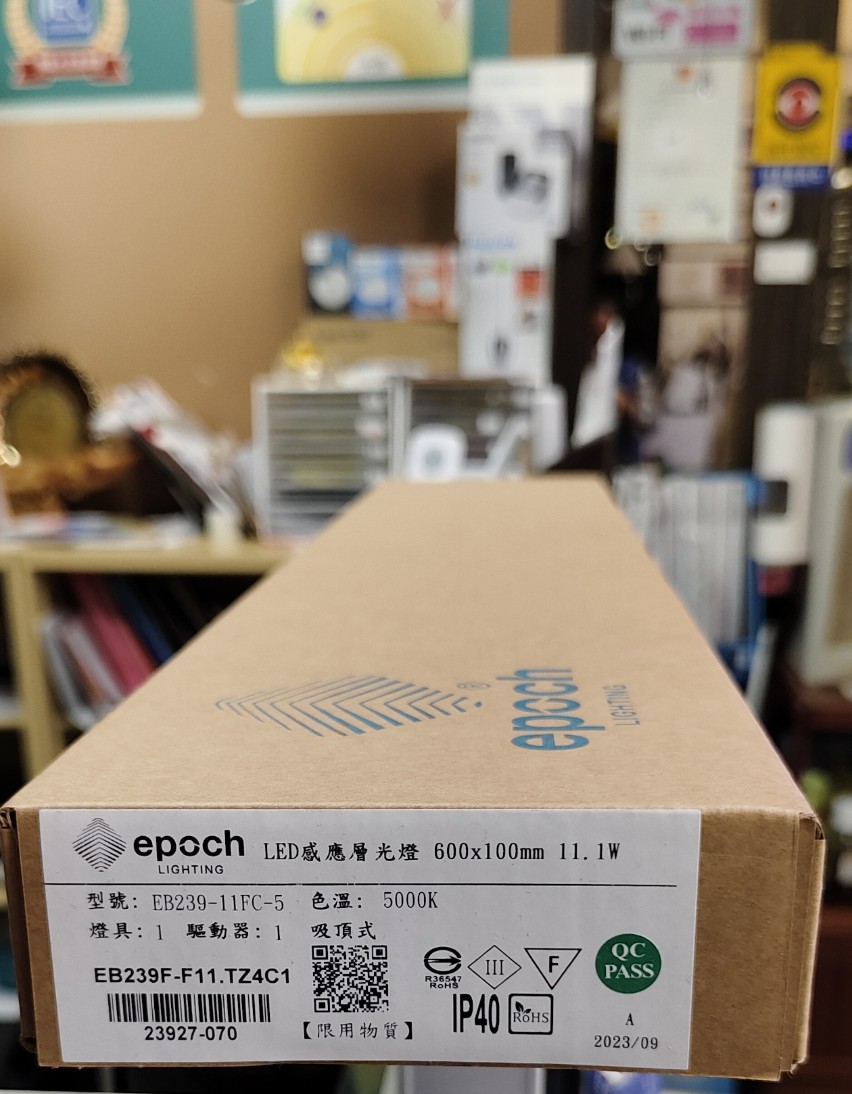 epoch
LIGHTING
®
epoch
LIGHTING
LED感應層光燈 600x100mm 11.1W
型號: EB239-11FC-5 色溫: 5000K
燈具:1 驅動器:1 吸頂式
EB239F-F11.TZ4C1
23927-070
【限用物質】
R36547
RoHS
III
F
IP40
RoHS
QC
PASS
A
2023/09